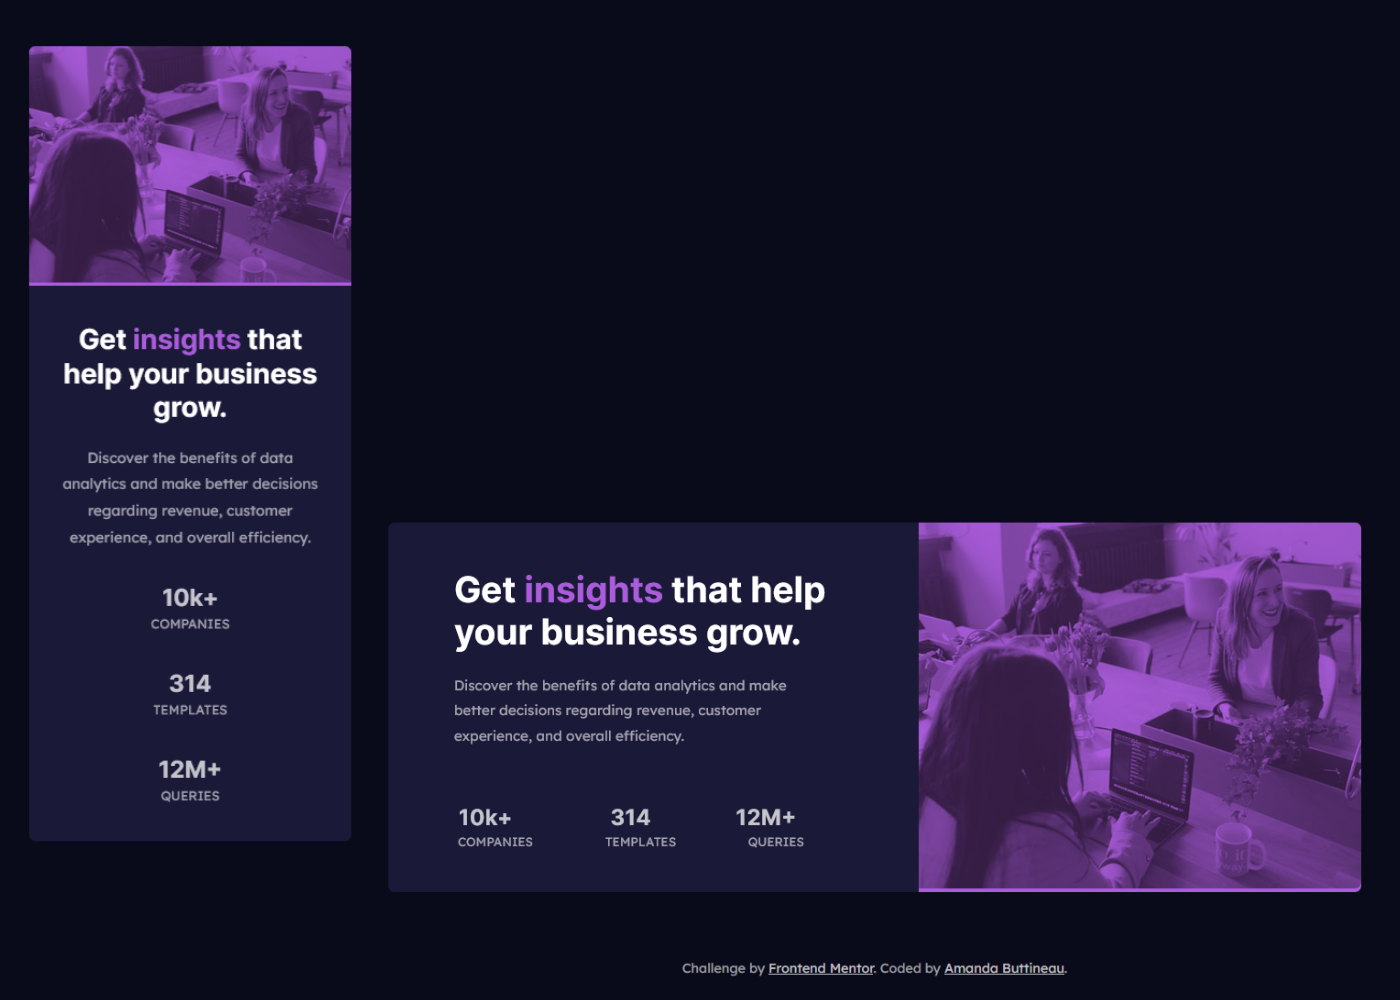 Get insights that
help your business
grow.
Discover the benefits of data
analytics and make better decisions
regarding revenue, customer
experience, and overall efficiency.
10k+
COMPANIES
314
TEMPLATES
12M+
QUERIES
Get insights that help
your business grow.
Discover the benefits of data analytics and make
better decisions regarding revenue, customer
experience, and overall efficiency.
10k+ 314 12M+
COMPANIES TEMPLATES QUERIES
Challenge by Frontend Mentor. Coded by Amanda Buttineau.